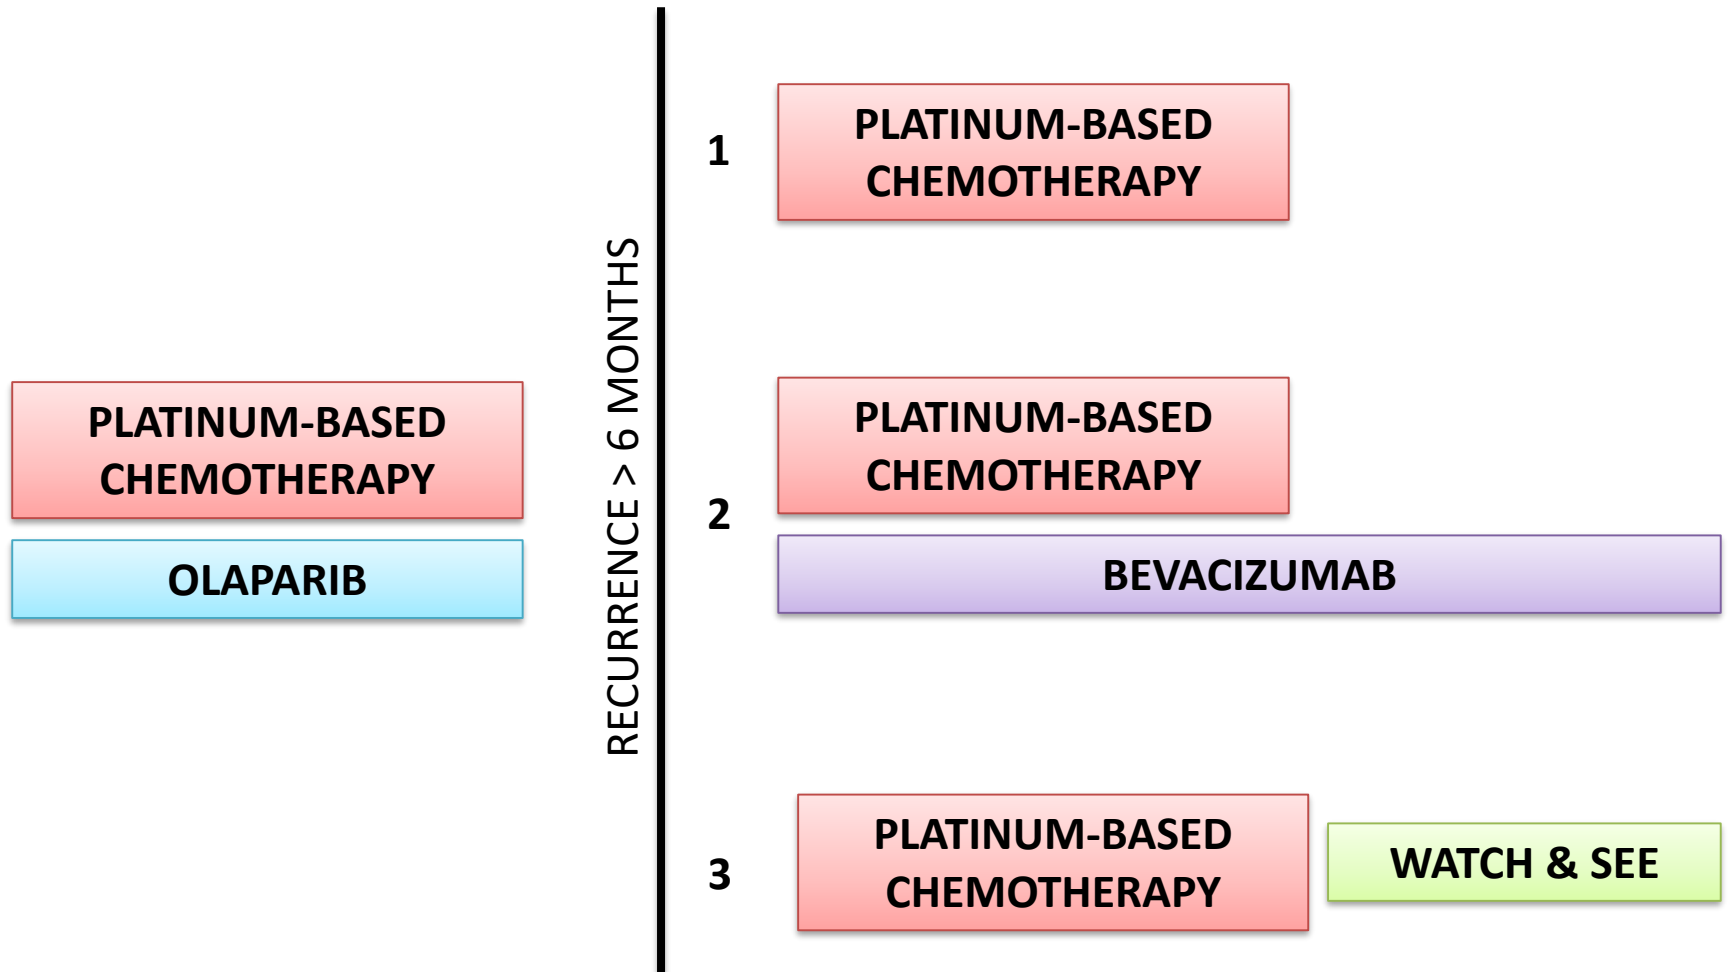 PLATINUM-BASED
CHEMOTHERAPY
OLAPARIB
RECURRENCE > 6 MONTHS
1
PLATINUM-BASED
CHEMOTHERAPY
2
PLATINUM-BASED
CHEMOTHERAPY
BEVACIZUMAB
3
PLATINUM-BASED
CHEMOTHERAPY
WATCH & SEE